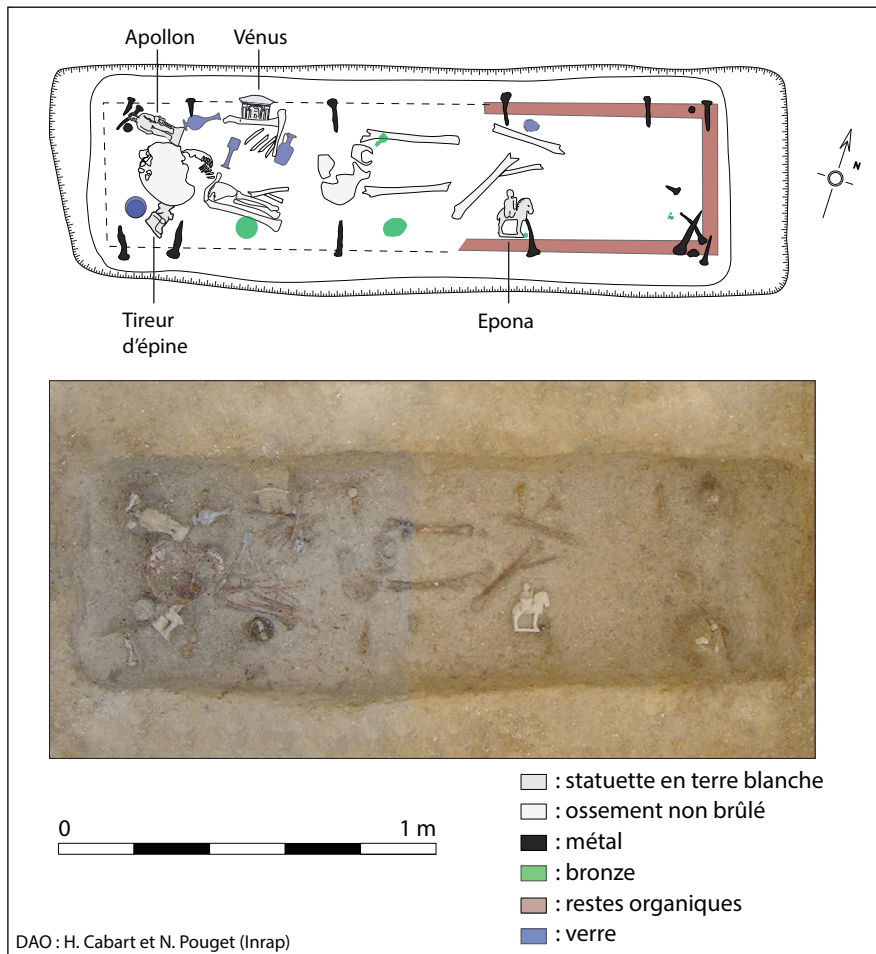 Apollon
Vénus
N
Tireur
d'épine
Epona
: statuette en terre blanche
: ossement non brûlé
: métal
: bronze
: restes organiques
: verre
0
1 m
DAO : H. Cabart et N. Pouget (Inrap)